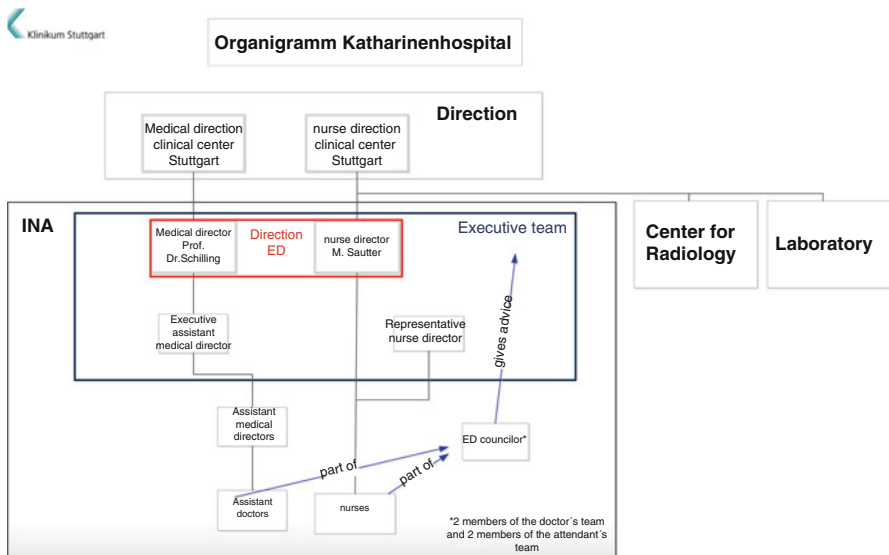 Klinikum Stuttgart
Organigramm Katharinenhospital
Direction
Medical direction
clinical center
Stuttgart
nurse direction
clinical center
Stuttgart
INA
Medical director
Prof.
Dr.Schilling
Direction
ED
nurse director
M. Sautter
Executive team
Center for
Radiology
Laboratory
Executive
assistant
medical director
Representative
nurse director
gives advice
Assistant
medical
directors
ED councilor*
part of
part of
Assistant
doctors
nurses
*2 members of the doctor´s team
and 2 members of the attendant´s
team